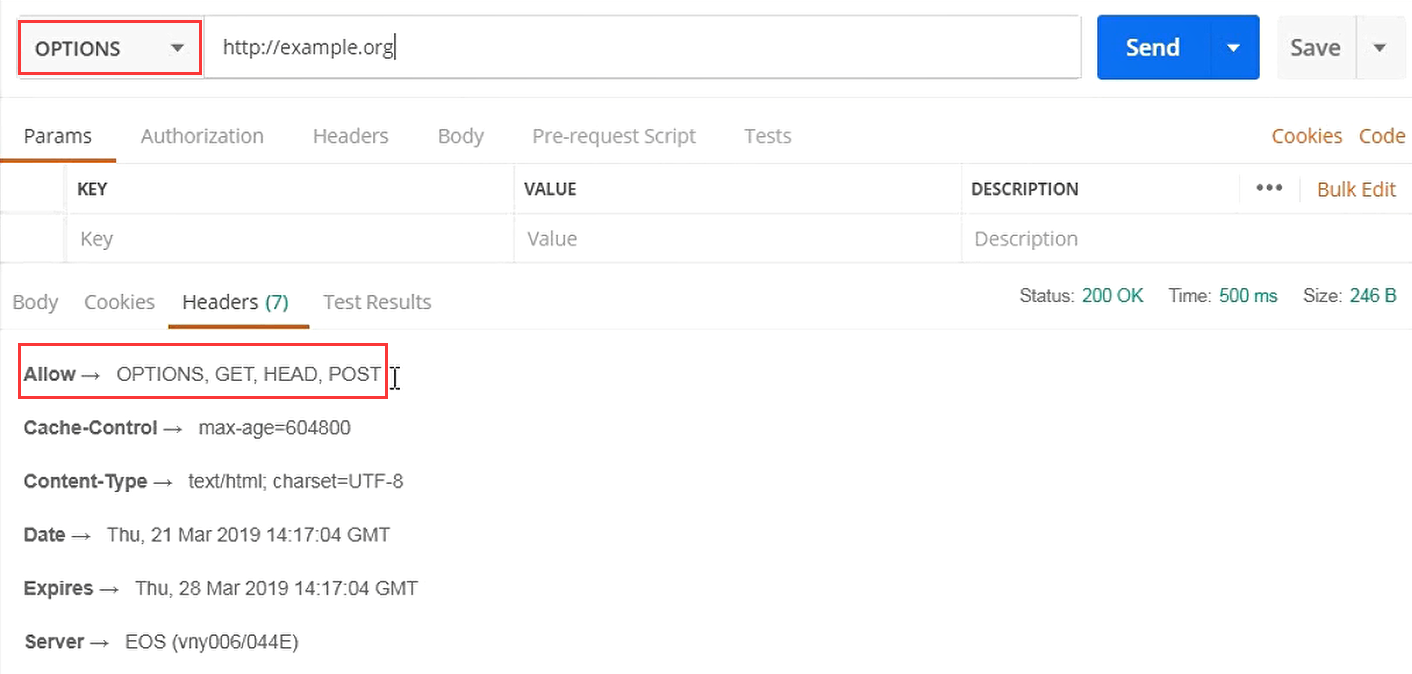 OPTIONS http://example.org Send Save
Params Authorization Headers Body Pre-request Script Tests Cookies Code
KEY VALUE DESCRIPTION ••• Bulk Edit
Key Value Description
Body Cookies Headers (7) Test Results Status: 200 OK Time: 500 ms Size: 246 B
Allow → OPTIONS, GET, HEAD, POST
Cache-Control → max-age=604800
Content-Type → text/html; charset=UTF-8
Date → Thu, 21 Mar 2019 14:17:04 GMT
Expires → Thu, 28 Mar 2019 14:17:04 GMT
Server → EOS (vny006/044E)